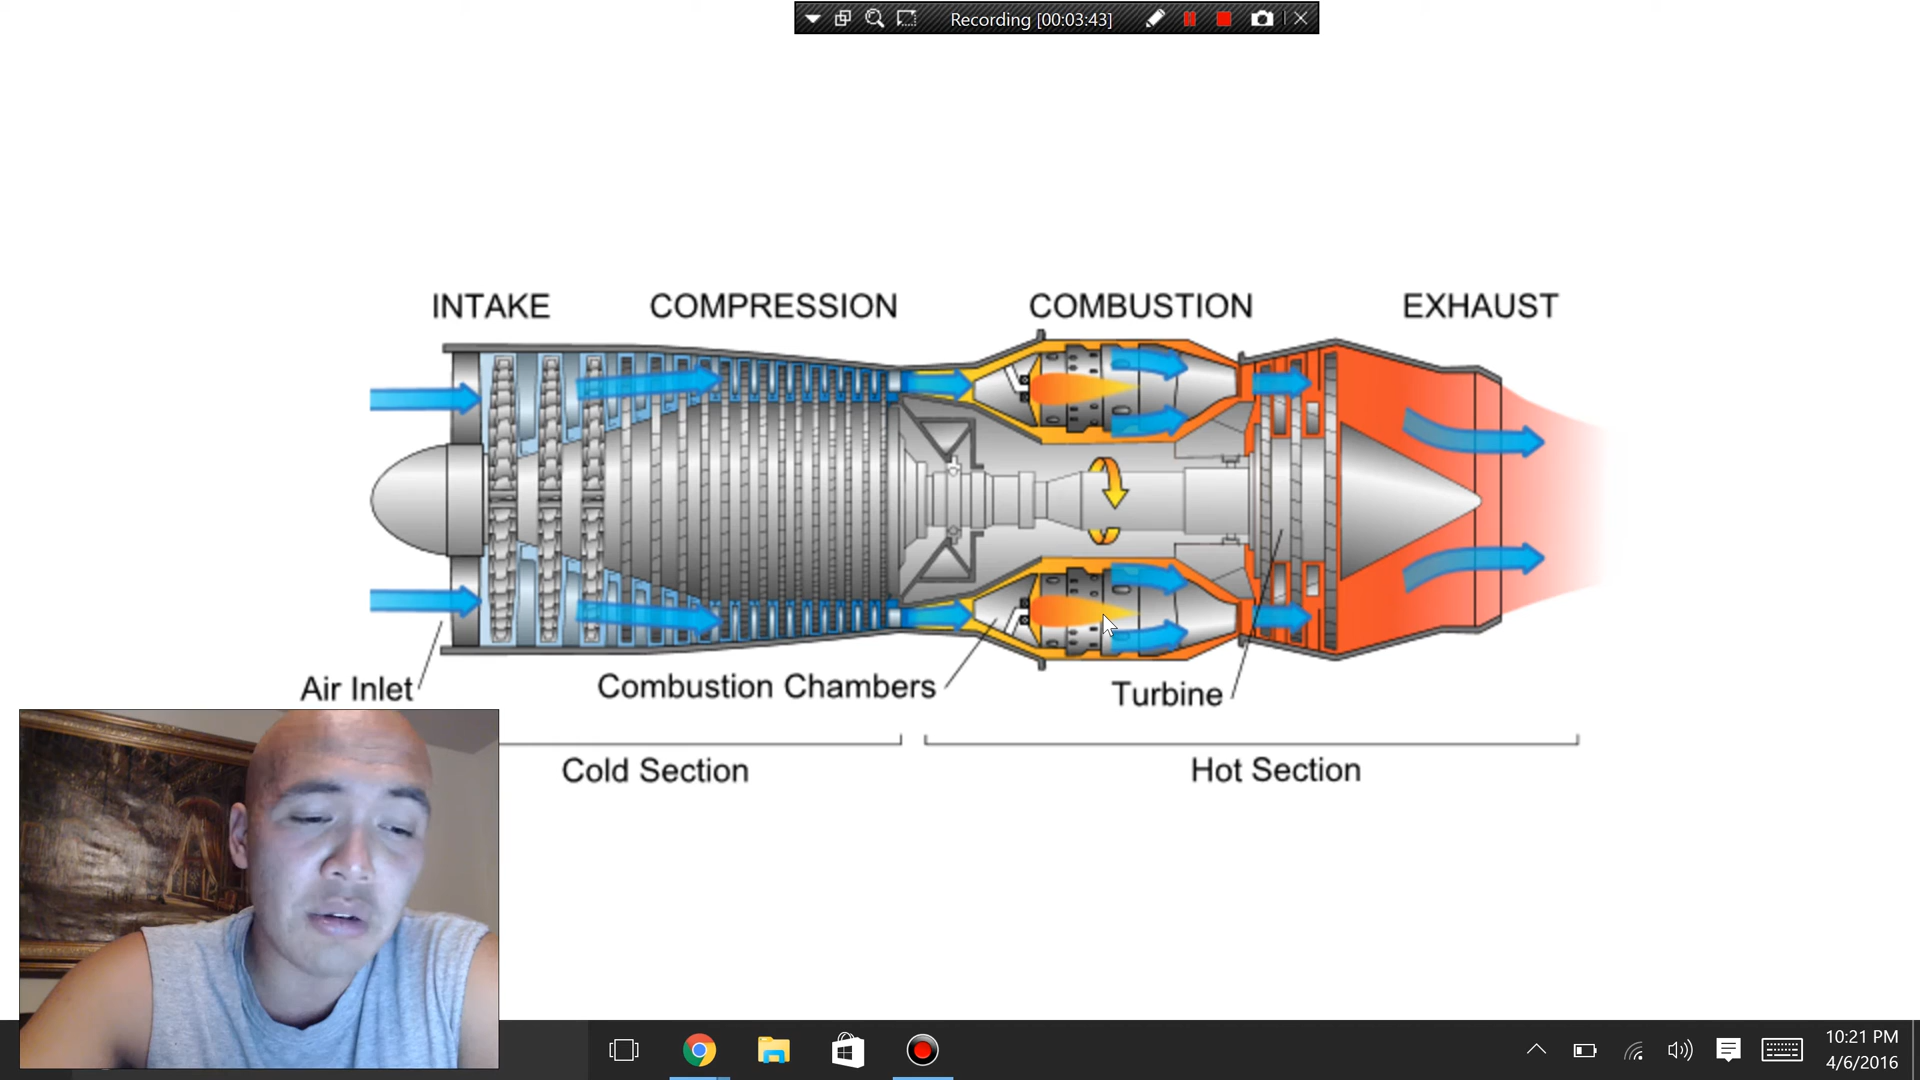 Recording [00:03:43]
INTAKE COMPRESSION COMBUSTION EXHAUST
Air Inlet Combustion Chambers Turbine
Cold Section Hot Section
10:21 PM
4/6/2016